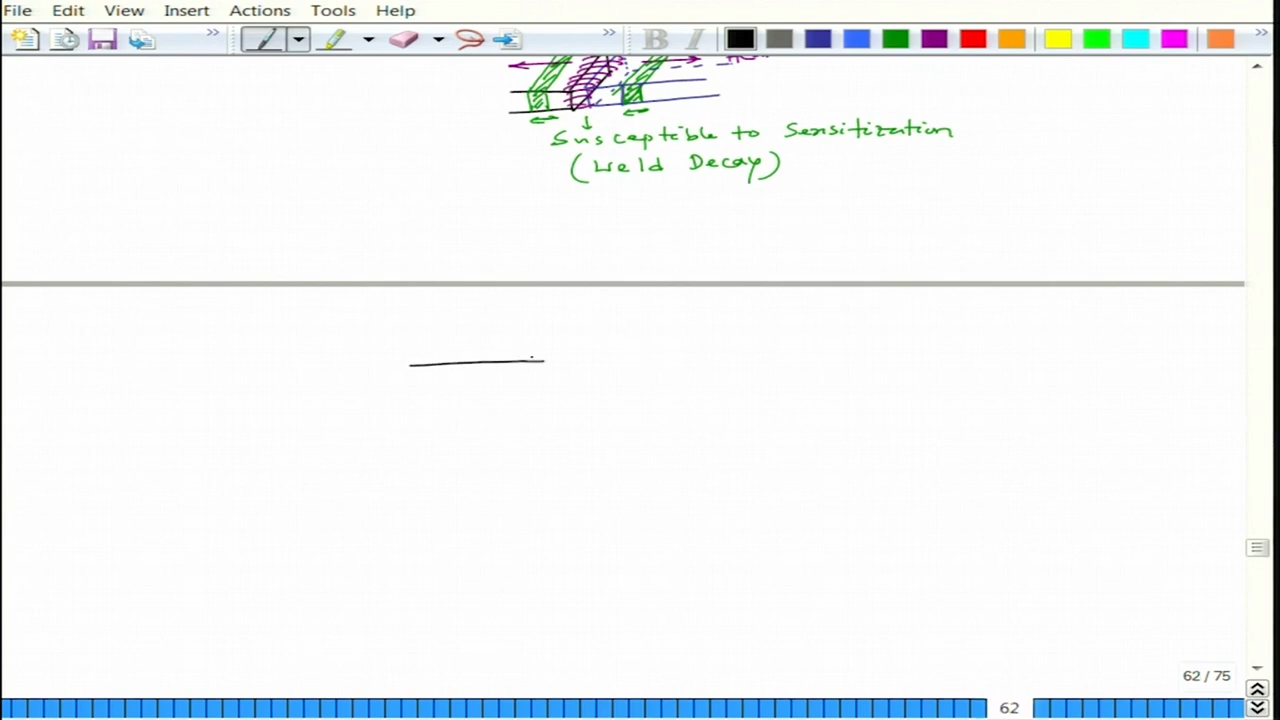 File Edit View Insert Actions Tools Help
B I
Susceptible to Sensitization
(Weld Decay)
62 / 75
62